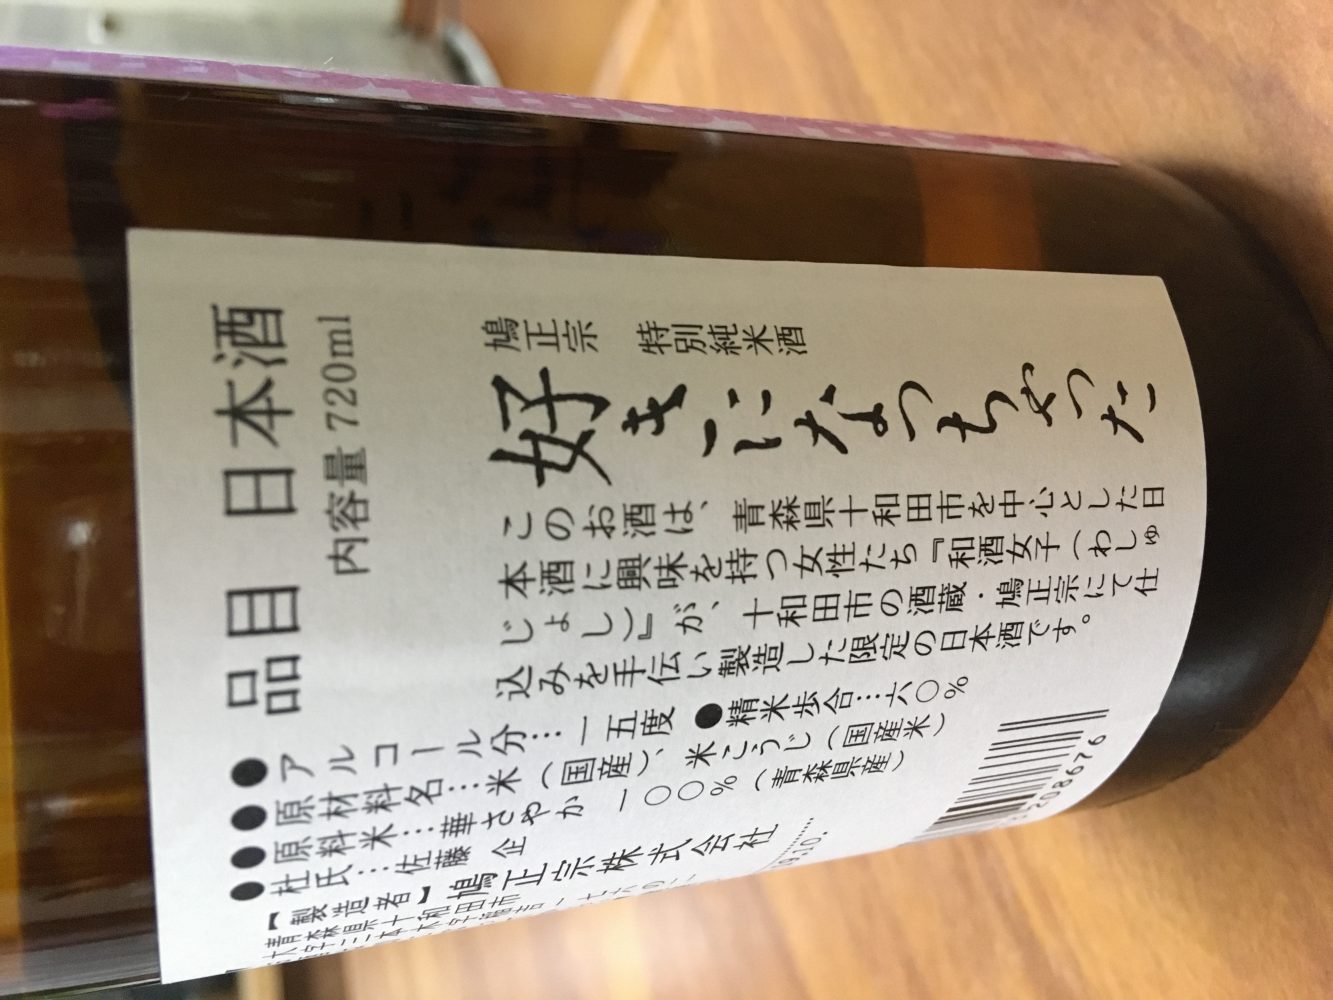 品目 日本酒
内容量 720ml
鳩正宗 特別純米酒
好きになっちゃった
このお酒は、青森県十和田市を中心とした日
本酒に興味を持つ女性たち『和酒女子（わしゅ
じょし）』が、十和田市の酒蔵・鳩正宗にて仕
込みを手伝い製造した限定の日本酒です。
●アルコール分…一五度 ●精米歩合…六〇%
●原材料名…米（国産）、米こうじ（国産米）
●原料米…華さやか 一〇〇%（青森県産）
●杜氏…佐藤 企
【製造者】鳩正宗株式会社
青森県十和田市
208676